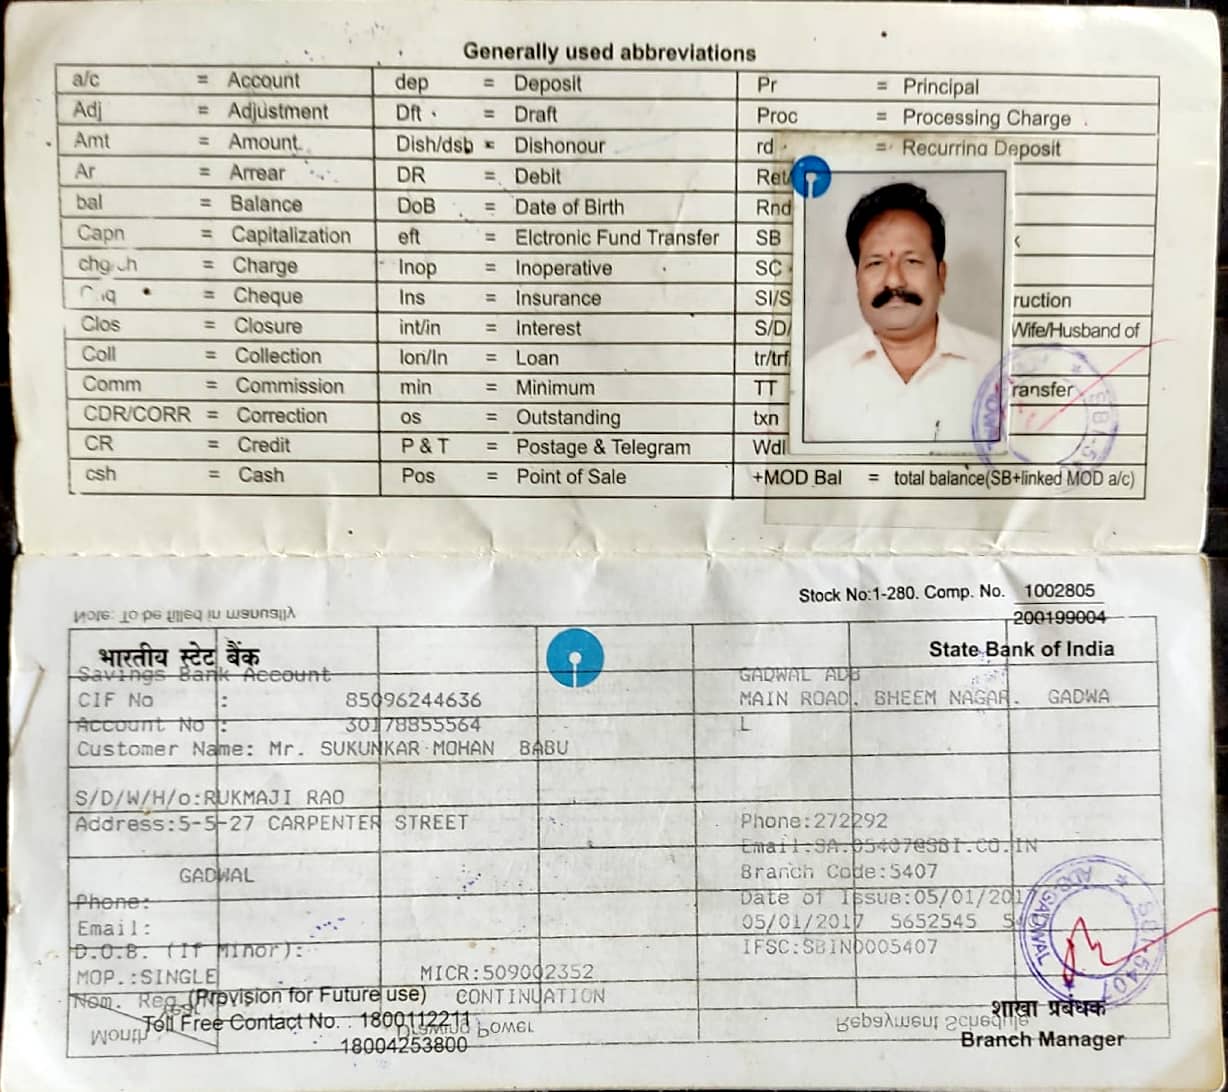 Generally used abbreviations
a/c = Account dep = Deposit Pr = Principal
Adj = Adjustment Dft = Draft Proc = Processing Charge
Amt = Amount Dish/dsb = Dishonour rd = Recurring Deposit
Ar = Arrear DR = Debit Ret/
bal = Balance DoB = Date of Birth Rnd
Capn = Capitalization eft = Elctronic Fund Transfer SB
chg = Charge Inop = Inoperative SC
= Cheque Ins = Insurance SI/S ruction
Clos = Closure int/in = Interest S/D/ Wife/Husband of
Coll = Collection lon/ln = Loan tr/trf
Comm = Commission min = Minimum TT ransfer
CDR/CORR = Correction os = Outstanding txn
CR = Credit P & T = Postage & Telegram Wdl
csh = Cash Pos = Point of Sale +MOD Bal = total balance(SB+linked MOD a/c)
Stock No:1-280. Comp. No. 1002805
200199004
Note: To be filled in manually
भारतीय स्टेट बैंक State Bank of India
Savings Bank Account GADWAL ADB
CIF No : 85096244636 MAIN ROAD, BHEEM NAGAR. GADWA
Account No : 30178855564 L
Customer Name: Mr. SUKUNKAR MOHAN BABU
S/D/W/H/o:RUKMAJI RAO
Address:5-5-27 CARPENTER STREET Phone:272292
Email:SA.05407@SBI.CO.IN
GADWAL Branch Code:5407
Phone: Date of Issue:05/01/201
Email: 05/01/2017 5652545
D.O.B. (If Minor): IFSC:SBIN0005407
MOP.:SINGLE MICR:509002352
Nom. Reg (Provision for Future use) CONTINUATION
शाखा प्रबंधक
Toll Free Contact No. : 1800112211
Month Drawing Power Repayment Schedule
18004253800 Branch Manager
SBI-5407
ADB-GADWAL